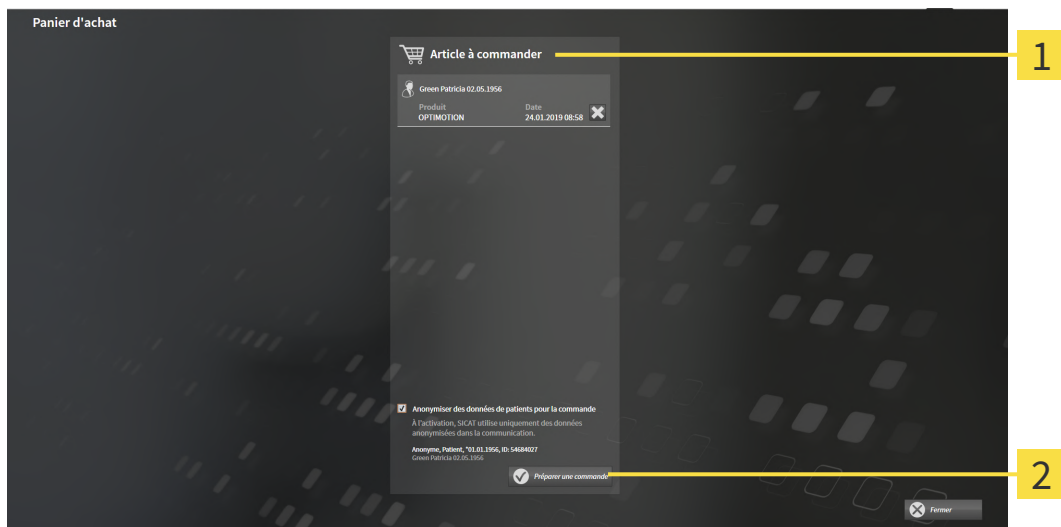 Panier d'achat
Article à commander
1
Green Patricia 02.05.1956
Produit Date
OPTIMOTION 24.01.2019 08:58
Anonymiser des données de patients pour la commande
À l'activation, SICAT utilise uniquement des données
anonymisées dans la communication.
Anonyme, Patient, *01.01.1956, ID: 54684027
Green Patricia 02.05.1956
Préparer une commande
2
Fermer